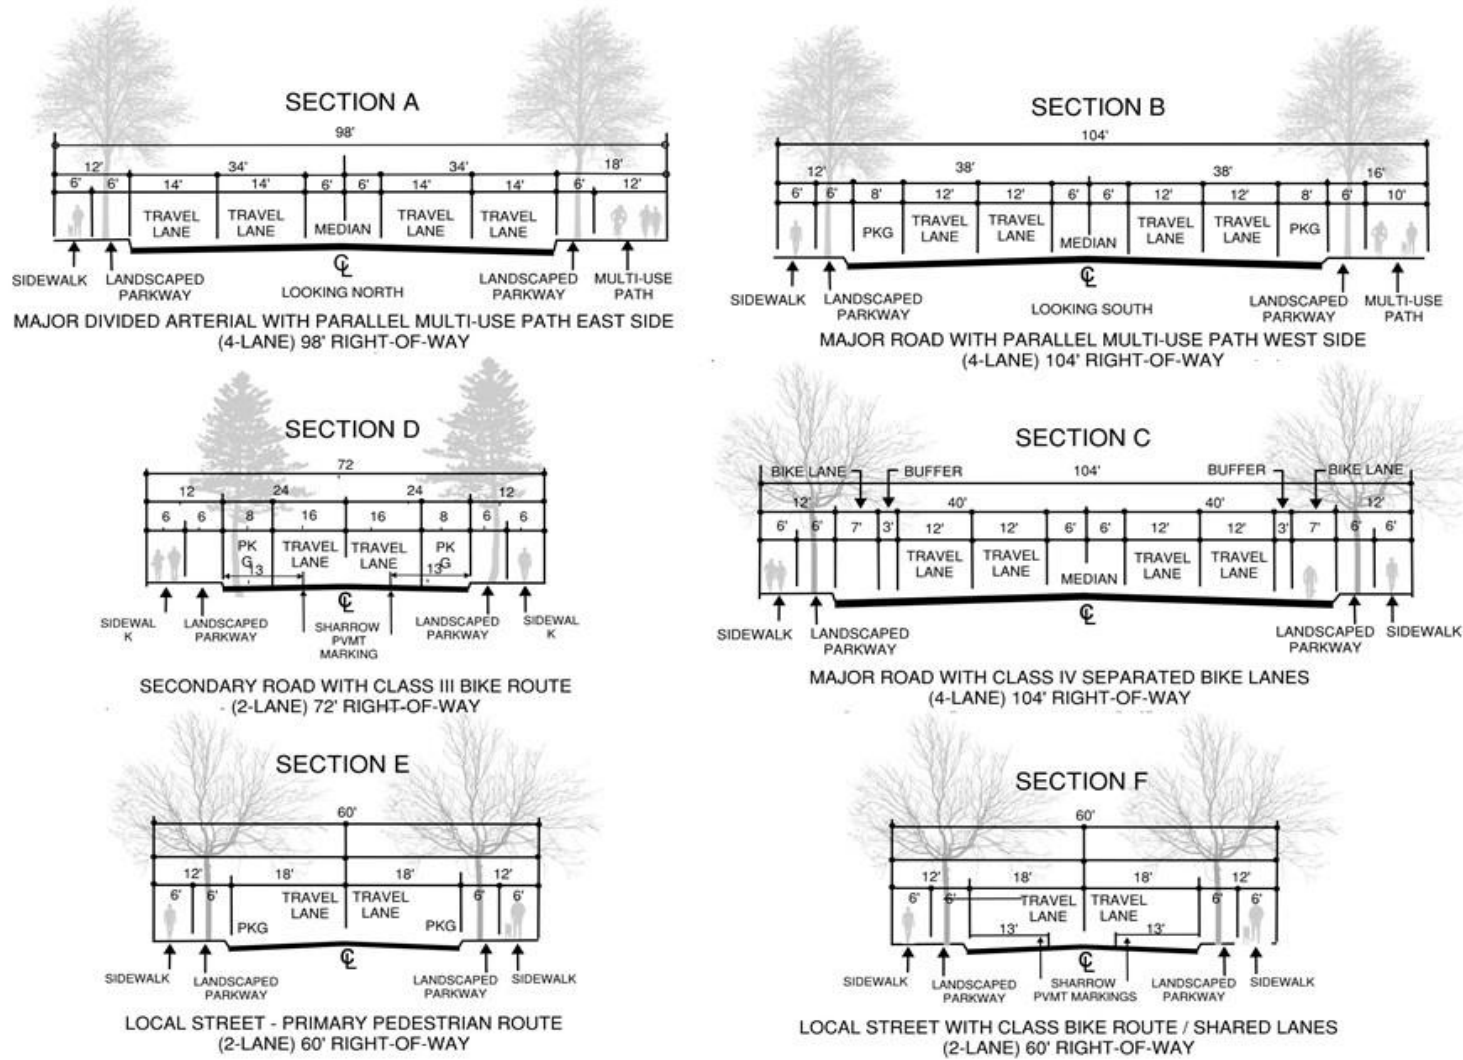 SECTION A
98'
12' 34' 34' 18'
6' 6' 14' 14' 6' 6' 14' 14' 6' 12'
TRAVEL LANE
TRAVEL LANE
MEDIAN
TRAVEL LANE
TRAVEL LANE
SIDEWALK
LANDSCAPED
PARKWAY
CL
LOOKING NORTH
LANDSCAPED
PARKWAY
MULTI-USE
PATH
MAJOR DIVIDED ARTERIAL WITH PARALLEL MULTI-USE PATH EAST SIDE
(4-LANE) 98' RIGHT-OF-WAY
SECTION B
104'
12' 38' 38' 16'
6' 6' 8' 12' 12' 6' 6' 12' 12' 8' 6' 10'
PKG
TRAVEL LANE
TRAVEL LANE
MEDIAN
TRAVEL LANE
TRAVEL LANE
PKG
SIDEWALK
LANDSCAPED
PARKWAY
CL
LOOKING SOUTH
LANDSCAPED
PARKWAY
MULTI-USE
PATH
MAJOR ROAD WITH PARALLEL MULTI-USE PATH WEST SIDE
(4-LANE) 104' RIGHT-OF-WAY
SECTION D
72
12 24 24 12
6 6 8 16 16 8 6 6
PK
G
TRAVEL
LANE
TRAVEL
LANE
PK
G
13 13
CL
SIDEWAL
K
LANDSCAPED
PARKWAY
SHARROW
PVMT
MARKING
LANDSCAPED
PARKWAY
SIDEWAL
K
SECONDARY ROAD WITH CLASS III BIKE ROUTE
(2-LANE) 72' RIGHT-OF-WAY
SECTION C
BIKE LANE BUFFER 104' BUFFER BIKE LANE
12' 40' 40' 12'
6' 6' 7' 3' 12' 12' 6' 6' 12' 12' 3' 7' 6' 6'
TRAVEL LANE
TRAVEL LANE
MEDIAN
TRAVEL LANE
TRAVEL LANE
CL
SIDEWALK
LANDSCAPED
PARKWAY
LANDSCAPED
PARKWAY
SIDEWALK
MAJOR ROAD WITH CLASS IV SEPARATED BIKE LANES
(4-LANE) 104' RIGHT-OF-WAY
SECTION E
60'
12' 18' 18' 12'
6' 6' 6' 6'
TRAVEL
LANE
TRAVEL
LANE
PKG PKG
CL
SIDEWALK
LANDSCAPED
PARKWAY
LANDSCAPED
PARKWAY
SIDEWALK
LOCAL STREET - PRIMARY PEDESTRIAN ROUTE
(2-LANE) 60' RIGHT-OF-WAY
SECTION F
60'
12' 18' 18' 12'
6' 6' 6' 6'
TRAVEL
LANE
TRAVEL
LANE
13' 13'
CL
SIDEWALK
LANDSCAPED
PARKWAY
SHARROW
PVMT MARKINGS
LANDSCAPED
PARKWAY
SIDEWALK
LOCAL STREET WITH CLASS BIKE ROUTE / SHARED LANES
(2-LANE) 60' RIGHT-OF-WAY